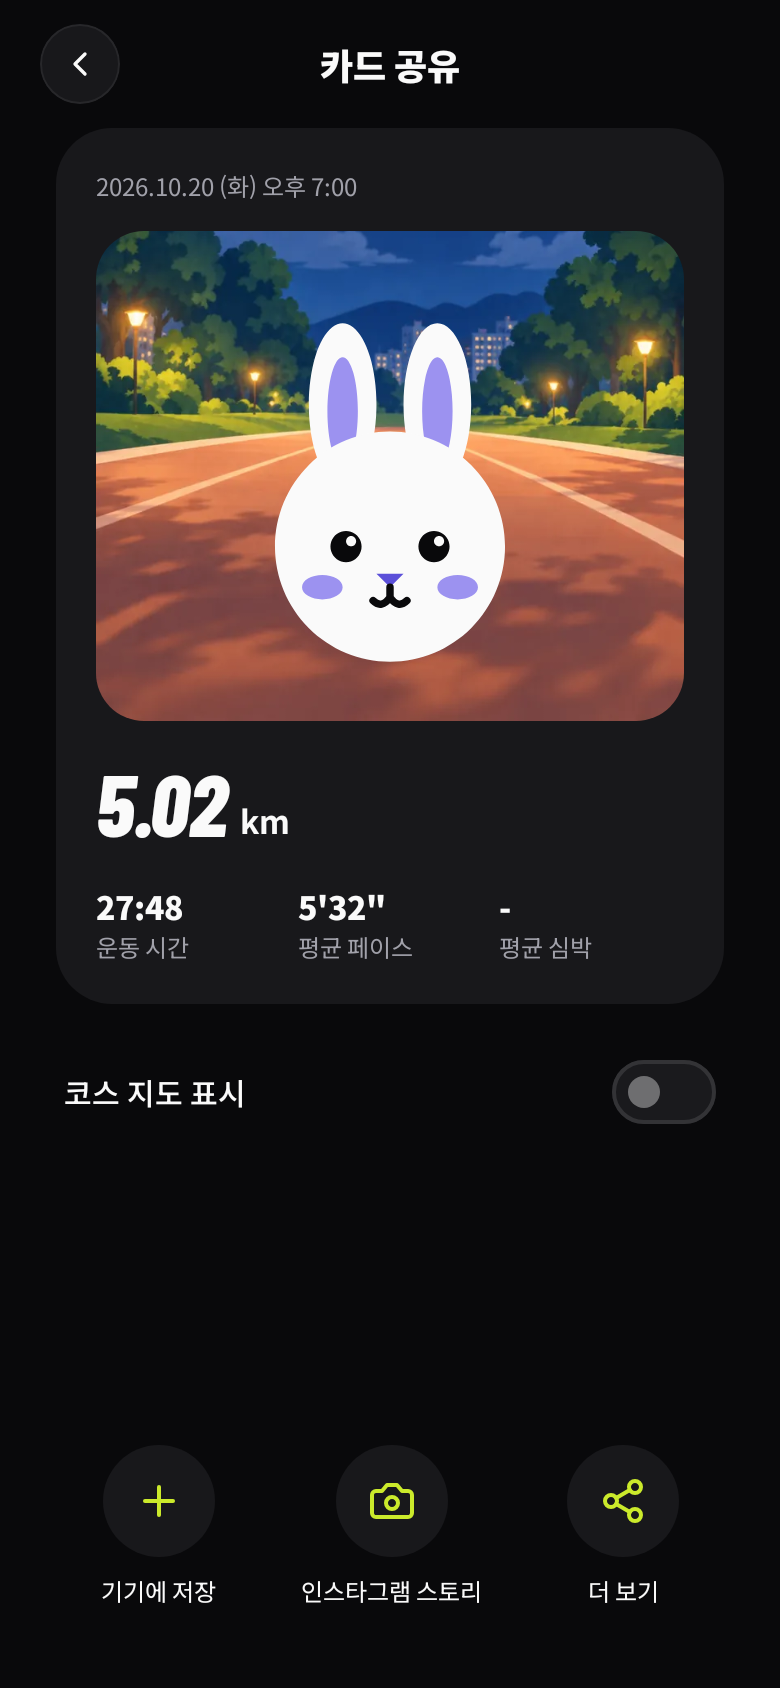 카드 공유
2026.10.20 (화) 오후 7:00
5.02 km
27:48 5'32" -
운동 시간 평균 페이스 평균 심박
코스 지도 표시
기기에 저장 인스타그램 스토리 더 보기